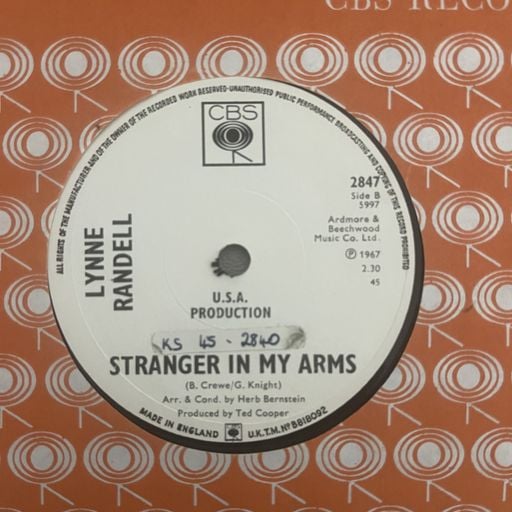 CBS RECO
ALL RIGHTS OF THE MANUFACTURER AND OF THE OWNER OF THE RECORDED WORK RESERVED-UNAUTHORISED PUBLIC PERFORMANCE BROADCASTING AND COPYING OF THIS RECORD PROHIBITED
CBS
2847
Side B
5997
Ardmore &
Beechwood
Music Co. Ltd.
℗ 1967
2.30
45
LYNNE
RANDELL
U.S.A.
PRODUCTION
KS 45 - 2840
STRANGER IN MY ARMS
(B. Crewe/G. Knight)
Arr. & Cond. by Herb Bernstein
Produced by Ted Cooper
MADE IN ENGLAND U.K.T.M. Nº B818092